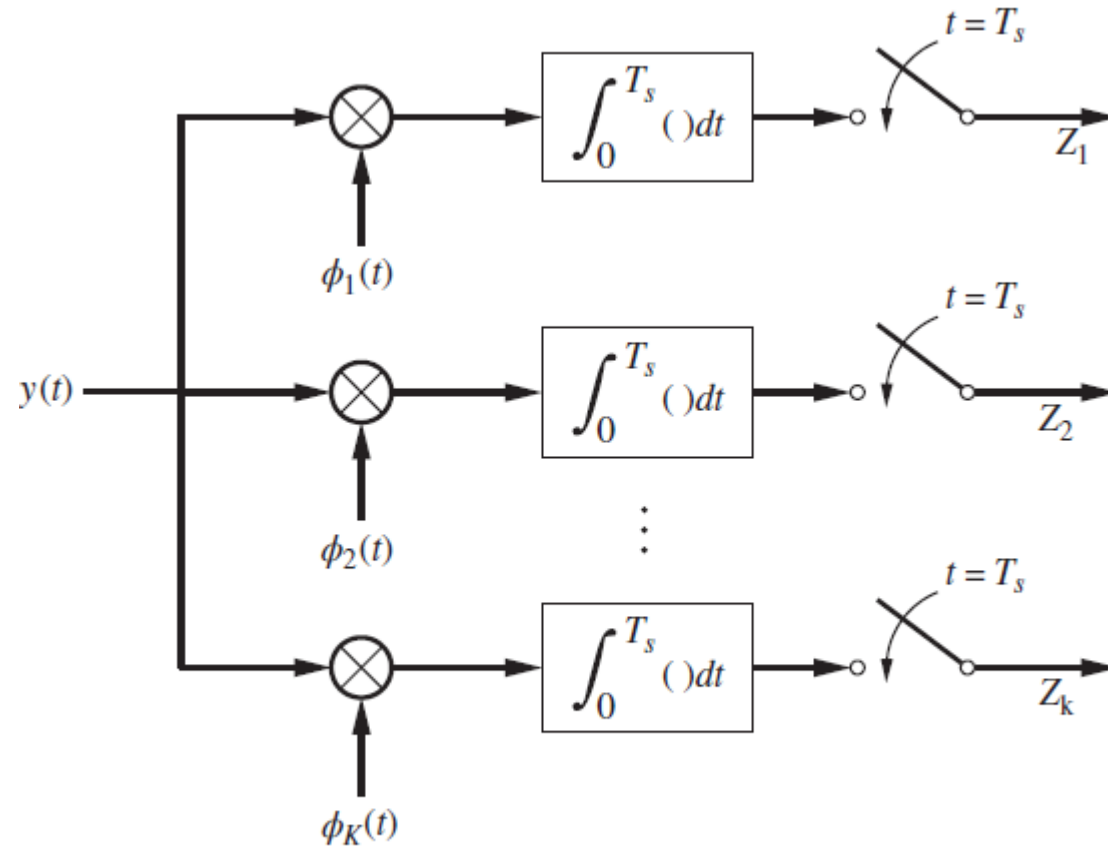 t = T_s
∫_0^{T_s} ( )dt
Z_1
ϕ_1(t)
t = T_s
y(t)
∫_0^{T_s} ( )dt
Z_2
ϕ_2(t)
⋮
t = T_s
∫_0^{T_s} ( )dt
Z_k
ϕ_K(t)